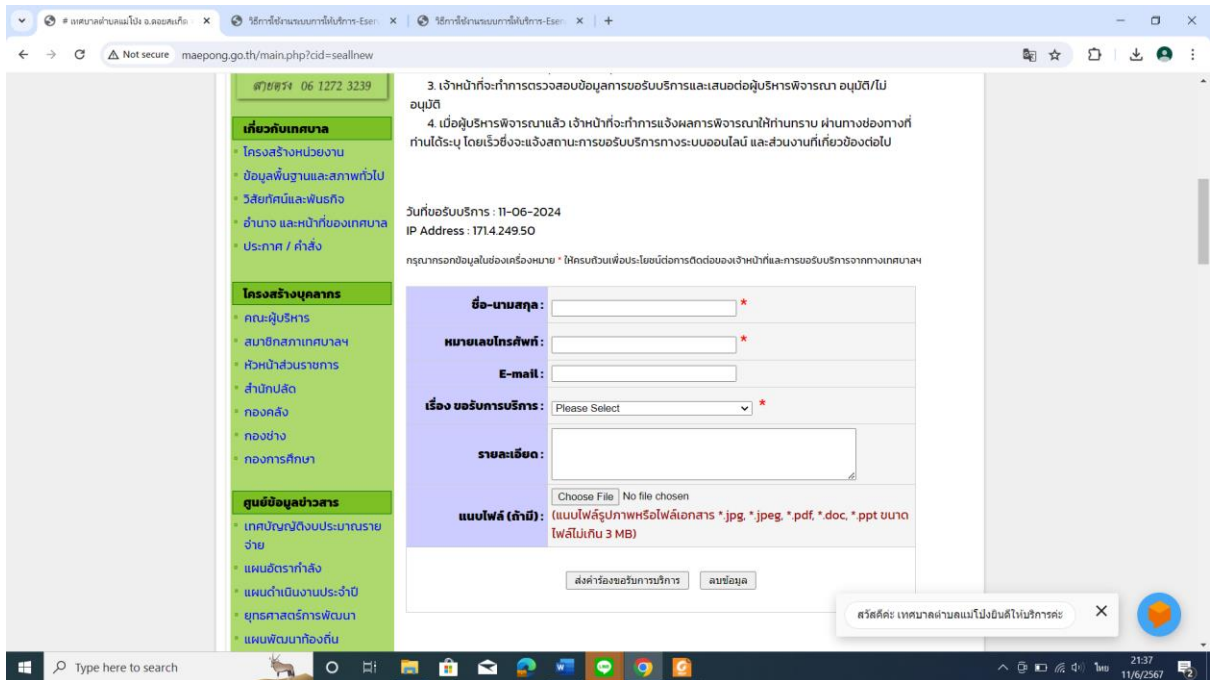 # เทศบาลตำบลแม่โป่ง อ.ดอยสะเก็ด
วิธีการใช้งานระบบการให้บริการ-Eser
วิธีการใช้งานระบบการให้บริการ-Eser
Not secure
maepong.go.th/main.php?cid=seallnew
สายตรง 06 1272 3239
เกี่ยวกับเทศบาล
โครงสร้างหน่วยงาน
ข้อมูลพื้นฐานและสภาพทั่วไป
วิสัยทัศน์และพันธกิจ
อำนาจ และหน้าที่ของเทศบาล
ประกาศ / คำสั่ง
โครงสร้างบุคลากร
คณะผู้บริหาร
สมาชิกสภาเทศบาลฯ
หัวหน้าส่วนราชการ
สำนักปลัด
กองคลัง
กองช่าง
กองการศึกษา
ศูนย์ข้อมูลข่าวสาร
เทศบัญญัติงบประมาณราย
จ่าย
แผนอัตรากำลัง
แผนดำเนินงานประจำปี
ยุทธศาสตร์การพัฒนา
แผนพัฒนาท้องถิ่น
3. เจ้าหน้าที่จะทำการตรวจสอบข้อมูลการขอรับบริการและเสนอต่อผู้บริหารพิจารณา อนุมัติ/ไม่
อนุมัติ
4. เมื่อผู้บริหารพิจารณาแล้ว เจ้าหน้าที่จะทำการแจ้งผลการพิจารณาให้ท่านทราบ ผ่านทางช่องทางที่
ท่านได้ระบุ โดยเร็วซึ่งจะแจ้งสถานะการขอรับบริการทางระบบออนไลน์ และส่วนงานที่เกี่ยวข้องต่อไป
วันที่ขอรับบริการ : 11-06-2024
IP Address : 171.4.249.50
กรุณากรอกข้อมูลในช่องเครื่องหมาย * ให้ครบถ้วนเพื่อประโยชน์ต่อการติดต่อของเจ้าหน้าที่และการขอรับบริการจากทางเทศบาลฯ
ชื่อ-นามสกุล : *
หมายเลขโทรศัพท์ : *
E-mail :
เรื่อง ขอรับการบริการ : Please Select *
รายละเอียด :
แนบไฟล์ (ถ้ามี) : Choose File No file chosen
(แนบไฟล์รูปภาพหรือไฟล์เอกสาร *.jpg, *.jpeg, *.pdf, *.doc, *.ppt ขนาด
ไฟล์ไม่เกิน 3 MB)
ส่งคำร้องขอรับการบริการ
ลบข้อมูล
สวัสดีค่ะ เทศบาลตำบลแม่โป่งยินดีให้บริการค่ะ
Type here to search
ไทย
21:37
11/6/2567